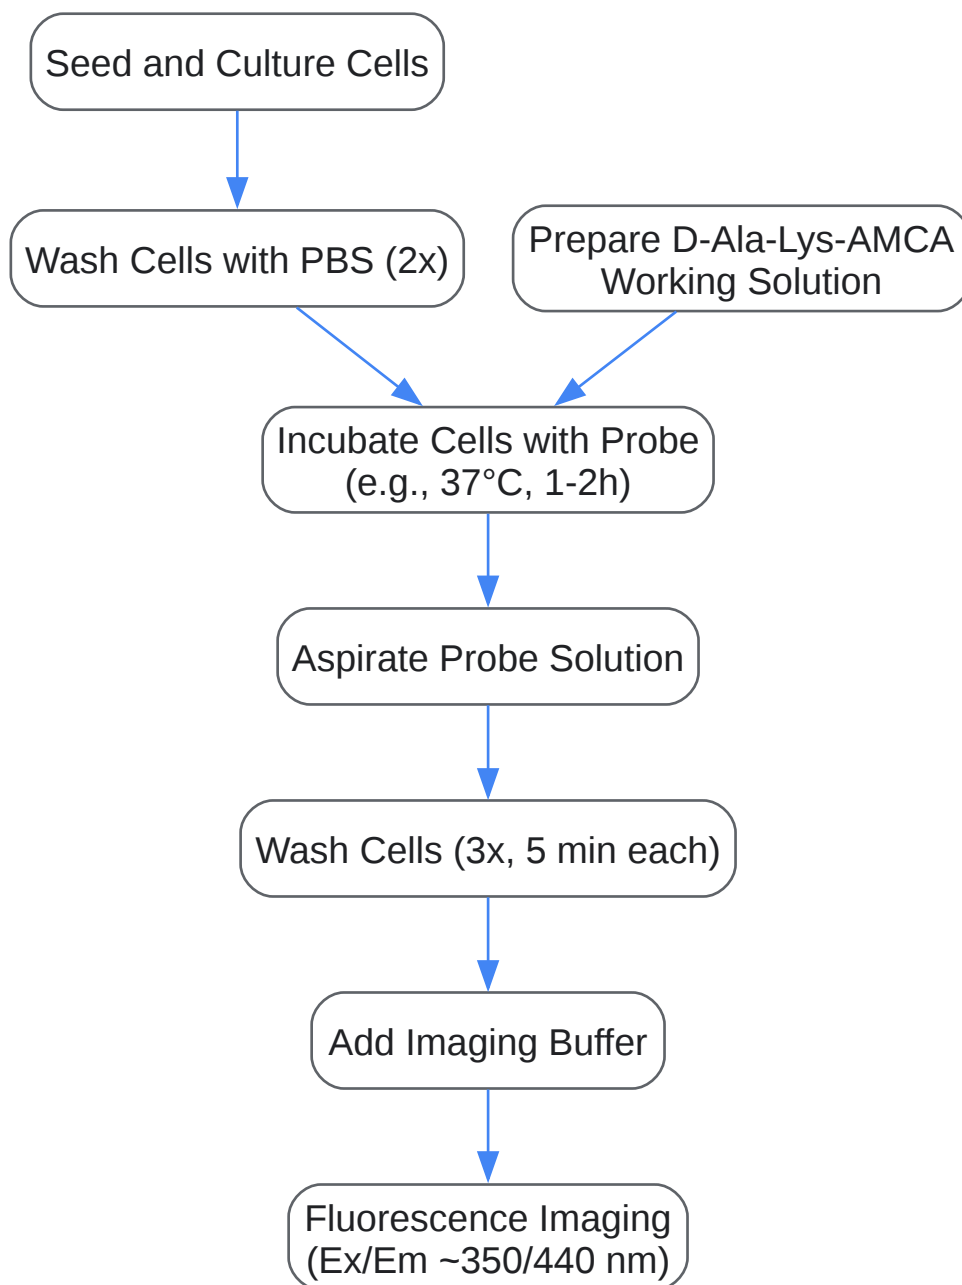 Seed and Culture Cells
Wash Cells with PBS (2x)
Prepare D-Ala-Lys-AMCA
Working Solution
Incubate Cells with Probe
(e.g., 37°C, 1-2h)
Aspirate Probe Solution
Wash Cells (3x, 5 min each)
Add Imaging Buffer
Fluorescence Imaging
(Ex/Em ~350/440 nm)